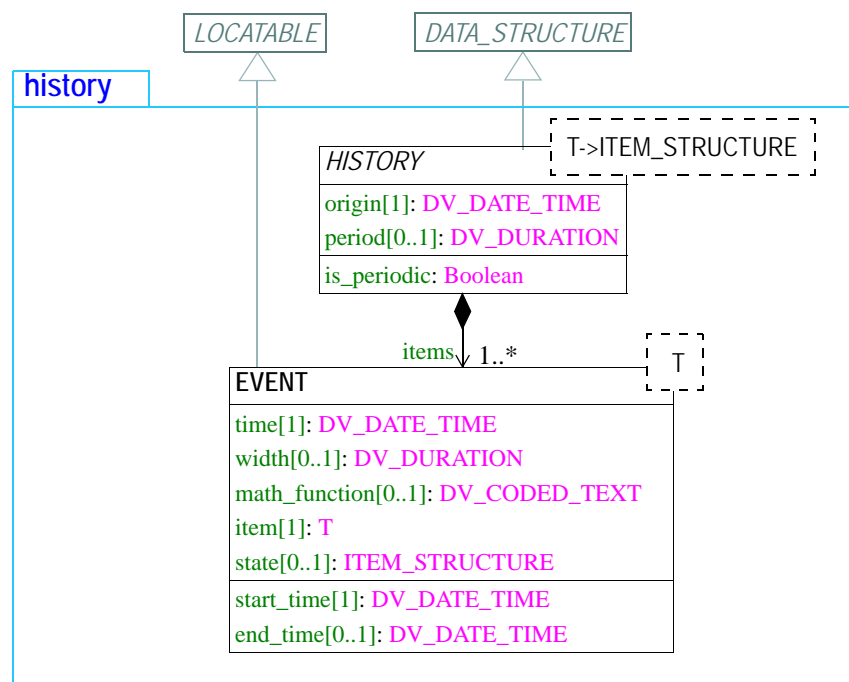 LOCATABLE
DATA_STRUCTURE
history
HISTORY
T->ITEM_STRUCTURE
origin[1]: DV_DATE_TIME
period[0..1]: DV_DURATION
is_periodic: Boolean
items
1..*
EVENT
T
time[1]: DV_DATE_TIME
width[0..1]: DV_DURATION
math_function[0..1]: DV_CODED_TEXT
item[1]: T
state[0..1]: ITEM_STRUCTURE
start_time[1]: DV_DATE_TIME
end_time[0..1]: DV_DATE_TIME